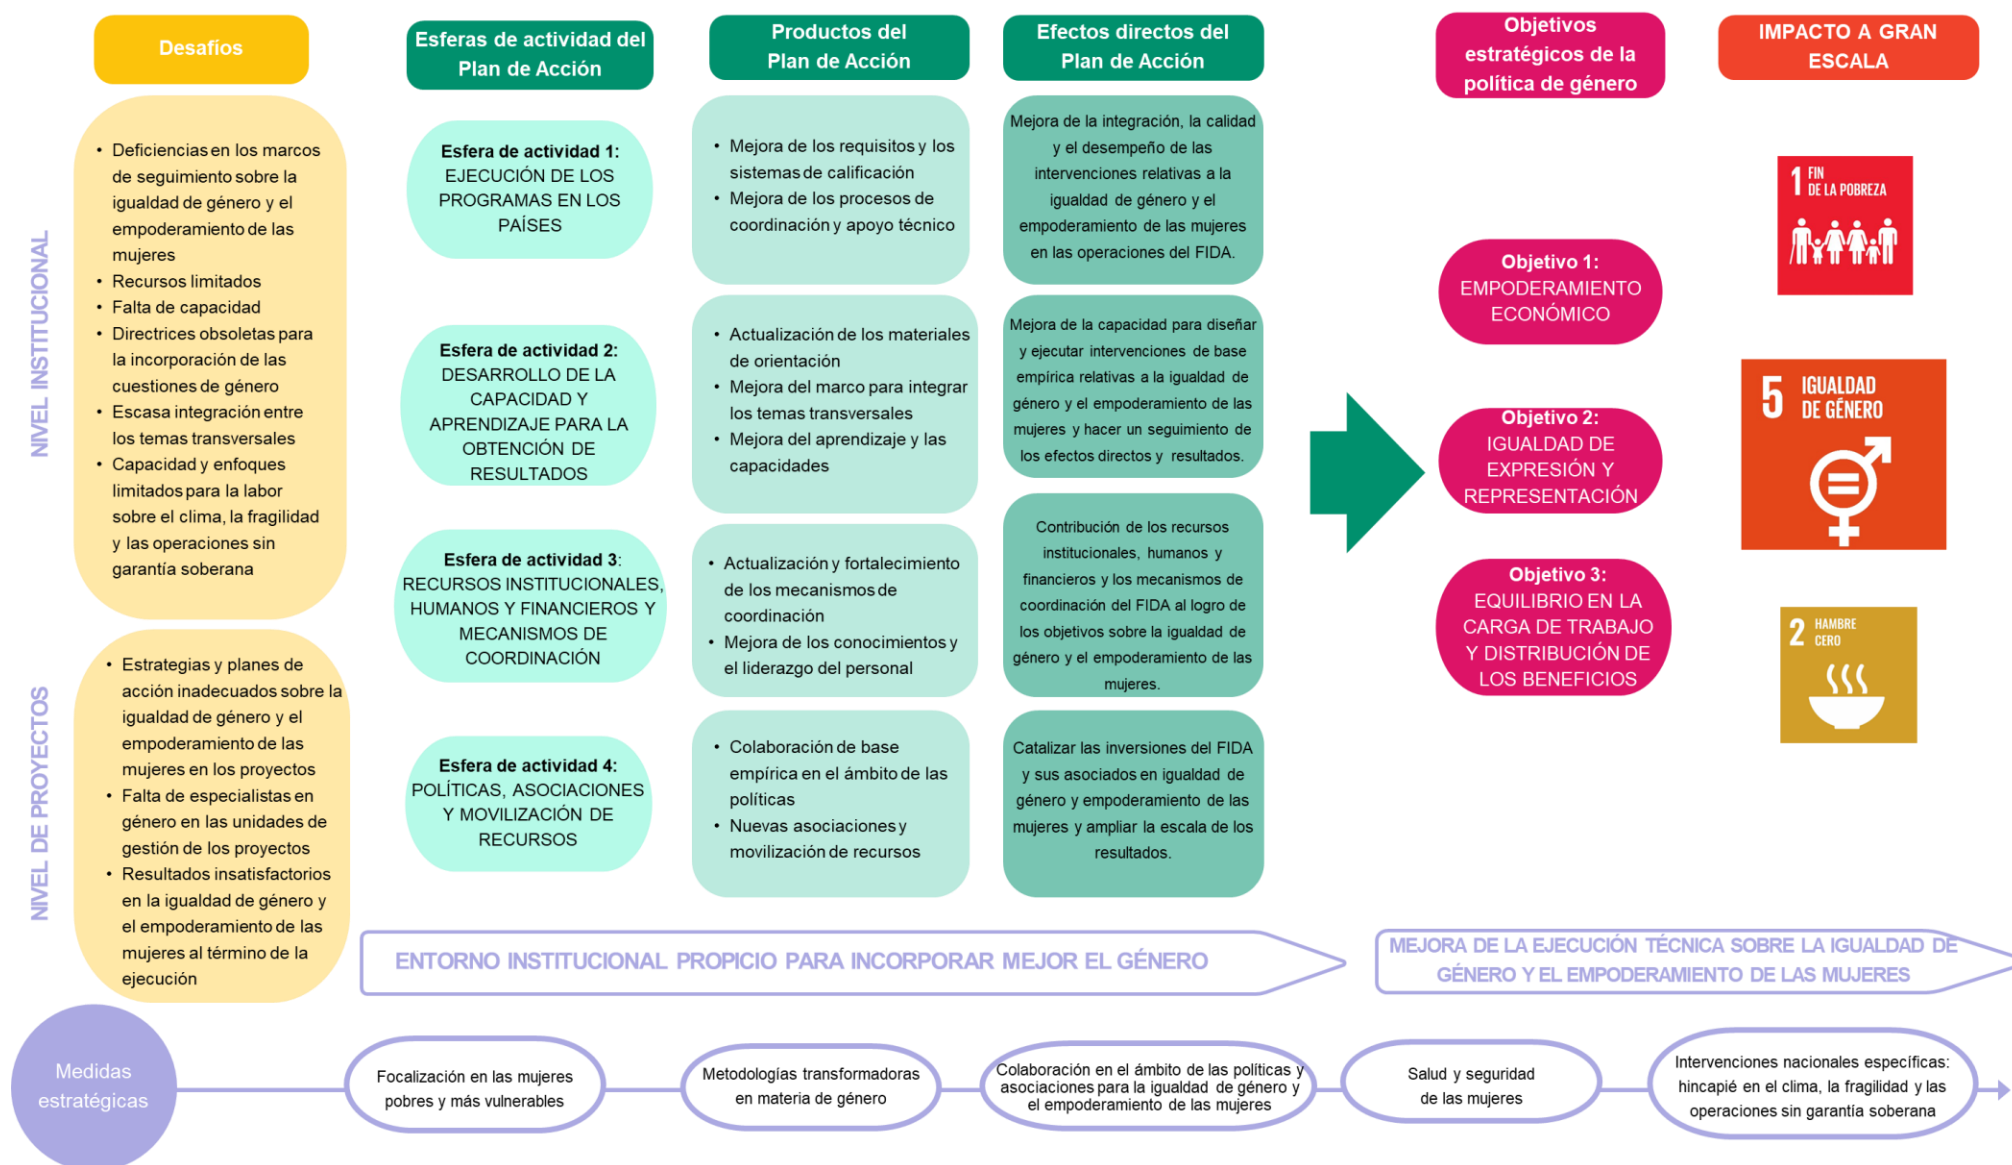 Desafíos
Esferas de actividad del
Plan de Acción
Productos del
Plan de Acción
Efectos directos del
Plan de Acción
Objetivos
estratégicos de la
política de género
IMPACTO A GRAN
ESCALA
NIVEL INSTITUCIONAL
• Deficiencias en los marcos
de seguimiento sobre la
igualdad de género y el
empoderamiento de las
mujeres
• Recursos limitados
• Falta de capacidad
• Directrices obsoletas para
la incorporación de las
cuestiones de género
• Escasa integración entre
los temas transversales
• Capacidad y enfoques
limitados para la labor
sobre el clima, la fragilidad
y las operaciones sin
garantía soberana
NIVEL DE PROYECTOS
• Estrategias y planes de
acción inadecuados sobre la
igualdad de género y el
empoderamiento de las
mujeres en los proyectos
• Falta de especialistas en
género en las unidades de
gestión de los proyectos
• Resultados insatisfactorios
en la igualdad de género y
el empoderamiento de las
mujeres al término de la
ejecución
Esfera de actividad 1:
EJECUCIÓN DE LOS
PROGRAMAS EN LOS
PAÍSES
Esfera de actividad 2:
DESARROLLO DE LA
CAPACIDAD Y
APRENDIZAJE PARA LA
OBTENCIÓN DE
RESULTADOS
Esfera de actividad 3:
RECURSOS INSTITUCIONALES,
HUMANOS Y FINANCIEROS Y
MECANISMOS DE
COORDINACIÓN
Esfera de actividad 4:
POLÍTICAS, ASOCIACIONES
Y MOVILIZACIÓN DE
RECURSOS
• Mejora de los requisitos y los
sistemas de calificación
• Mejora de los procesos de
coordinación y apoyo técnico
• Actualización de los materiales
de orientación
• Mejora del marco para integrar
los temas transversales
• Mejora del aprendizaje y las
capacidades
• Actualización y fortalecimiento
de los mecanismos de
coordinación
• Mejora de los conocimientos y
el liderazgo del personal
• Colaboración de base
empírica en el ámbito de las
políticas
• Nuevas asociaciones y
movilización de recursos
Mejora de la integración, la calidad
y el desempeño de las
intervenciones relativas a la
igualdad de género y el
empoderamiento de las mujeres
en las operaciones del FIDA.
Mejora de la capacidad para diseñar
y ejecutar intervenciones de base
empírica relativas a la igualdad de
género y el empoderamiento de las
mujeres y hacer un seguimiento de
los efectos directos y resultados.
Contribución de los recursos
institucionales, humanos y
financieros y los mecanismos de
coordinación del FIDA al logro de
los objetivos sobre la igualdad de
género y el empoderamiento de las
mujeres.
Catalizar las inversiones del FIDA
y sus asociados en igualdad de
género y empoderamiento de las
mujeres y ampliar la escala de los
resultados.
Objetivo 1:
EMPODERAMIENTO
ECONÓMICO
Objetivo 2:
IGUALDAD DE
EXPRESIÓN Y
REPRESENTACIÓN
Objetivo 3:
EQUILIBRIO EN LA
CARGA DE TRABAJO
Y DISTRIBUCIÓN DE
LOS BENEFICIOS
1 FIN
DE LA POBREZA
5 IGUALDAD
DE GÉNERO
2 HAMBRE
CERO
ENTORNO INSTITUCIONAL PROPICIO PARA INCORPORAR MEJOR EL GÉNERO
MEJORA DE LA EJECUCIÓN TÉCNICA SOBRE LA IGUALDAD DE
GÉNERO Y EL EMPODERAMIENTO DE LAS MUJERES
Medidas
estratégicas
Focalización en las mujeres
pobres y más vulnerables
Metodologías transformadoras
en materia de género
Colaboración en el ámbito de las políticas y
asociaciones para la igualdad de género y
el empoderamiento de las mujeres
Salud y seguridad
de las mujeres
Intervenciones nacionales específicas:
hincapié en el clima, la fragilidad y las
operaciones sin garantía soberana